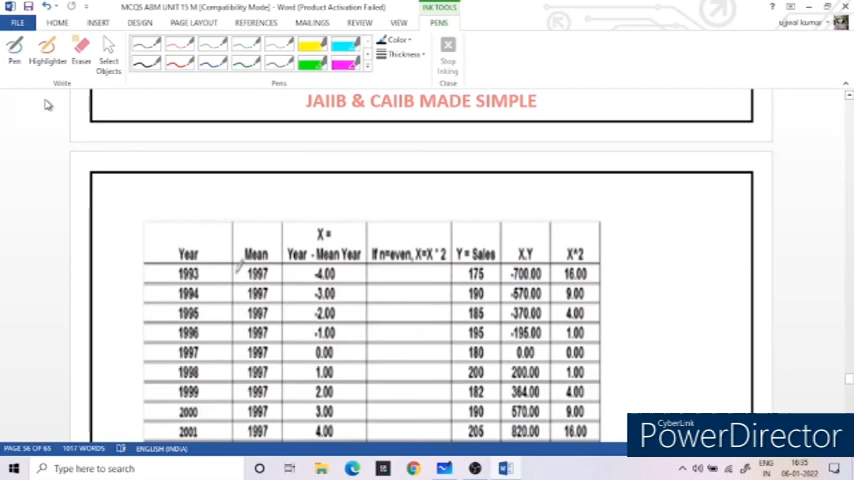 MCQS ABM UNIT 15 M [Compatibility Mode] - Word (Product Activation Failed)
INK TOOLS
FILE HOME INSERT DESIGN PAGE LAYOUT REFERENCES MAILINGS REVIEW VIEW PENS
ujjwal kumar
Pen Highlighter Eraser Select Objects
Color
Thickness
Stop Inking
Write Pens Close
JAIIB & CAIIB MADE SIMPLE
Year Mean X = Year - Mean Year If n=even, X=X * 2 Y = Sales X.Y X^2
1993 1997 -4.00 175 -700.00 16.00
1994 1997 -3.00 190 -570.00 9.00
1995 1997 -2.00 185 -370.00 4.00
1996 1997 -1.00 195 -195.00 1.00
1997 1997 0.00 180 0.00 0.00
1998 1997 1.00 200 200.00 1.00
1999 1997 2.00 182 364.00 4.00
2000 1997 3.00 190 570.00 9.00
2001 1997 4.00 205 820.00 16.00
CyberLink
PowerDirector
PAGE 56 OF 65 1017 WORDS ENGLISH (INDIA)
Type here to search
ENG IN
16:35
06-01-2022